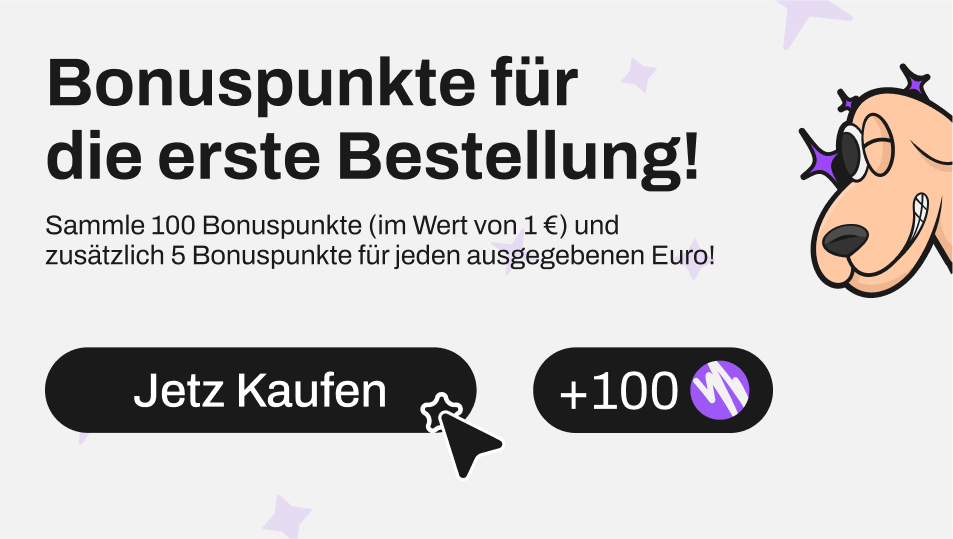 Bonuspunkte für
die erste Bestellung!
Sammle 100 Bonuspunkte (im Wert von 1 €) und
zusätzlich 5 Bonuspunkte für jeden ausgegebenen Euro!
Jetz Kaufen
+100